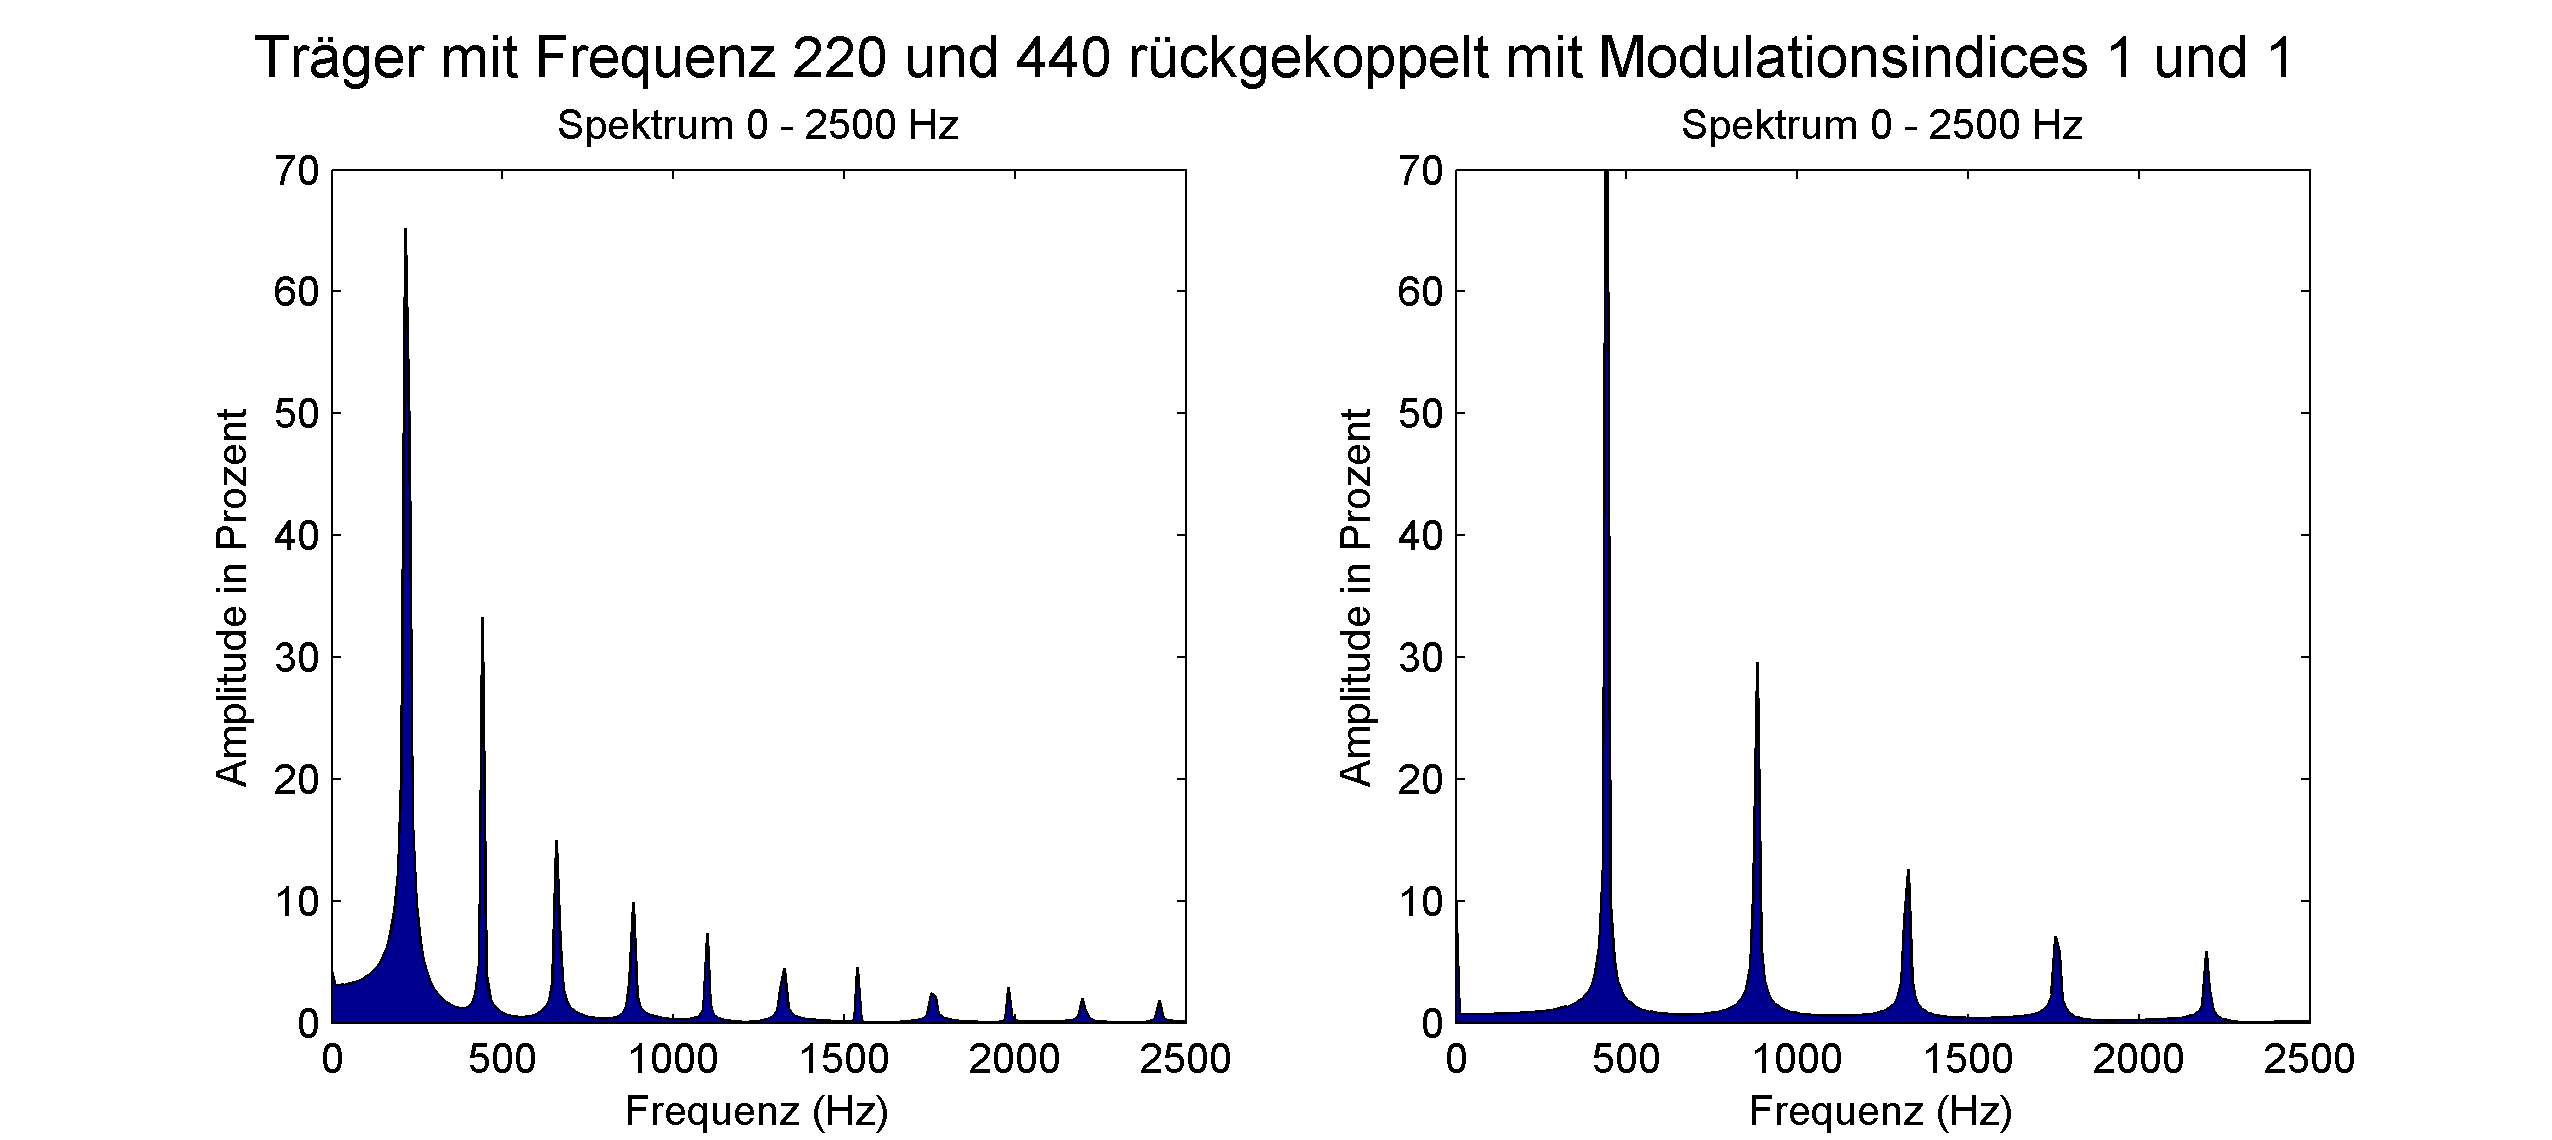 Träger mit Frequenz 220 und 440 rückgekoppelt mit Modulationsindices 1 und 1
Spektrum 0 - 2500 Hz
70
60
50
40
30
20
10
0
Amplitude in Prozent
0 500 1000 1500 2000 2500
Frequenz (Hz)
Spektrum 0 - 2500 Hz
70
60
50
40
30
20
10
0
Amplitude in Prozent
0 500 1000 1500 2000 2500
Frequenz (Hz)